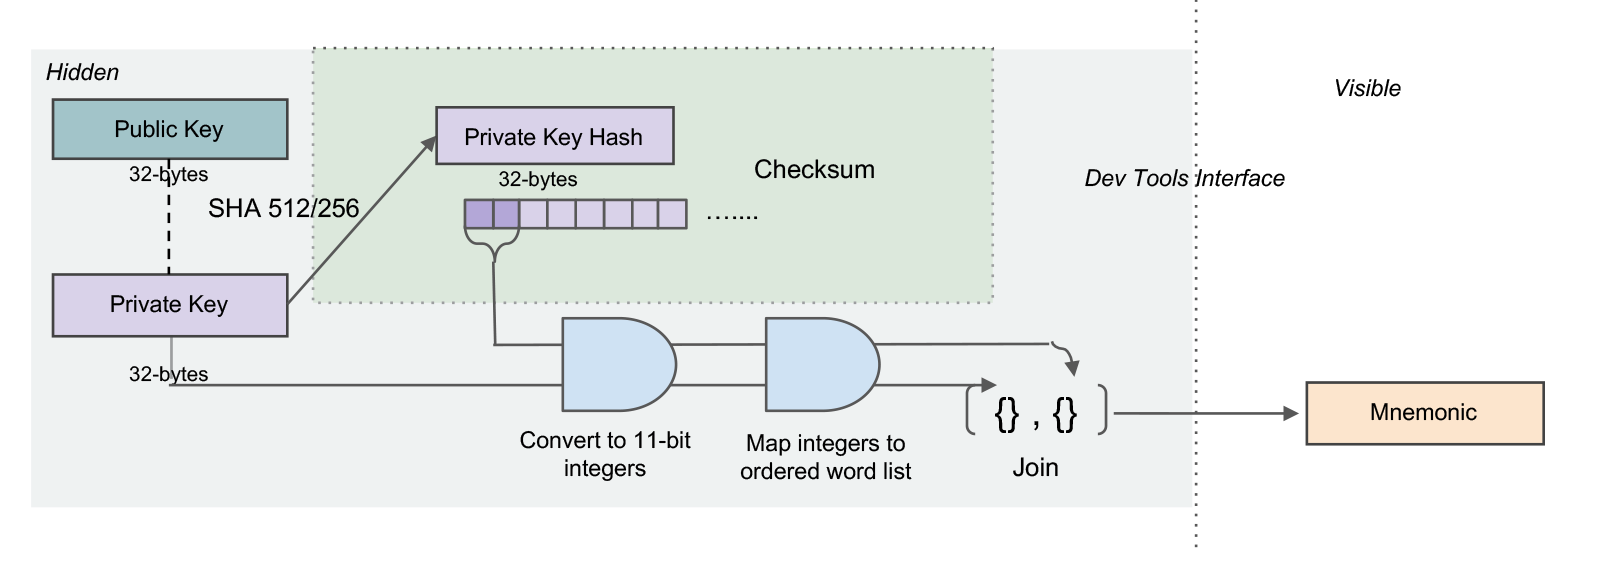 Hidden
Visible
Public Key
32-bytes
SHA 512/256
Private Key
32-bytes
Private Key Hash
32-bytes
Checksum
…....
Dev Tools Interface
Convert to 11-bit
integers
Map integers to
ordered word list
{} , {}
Join
Mnemonic